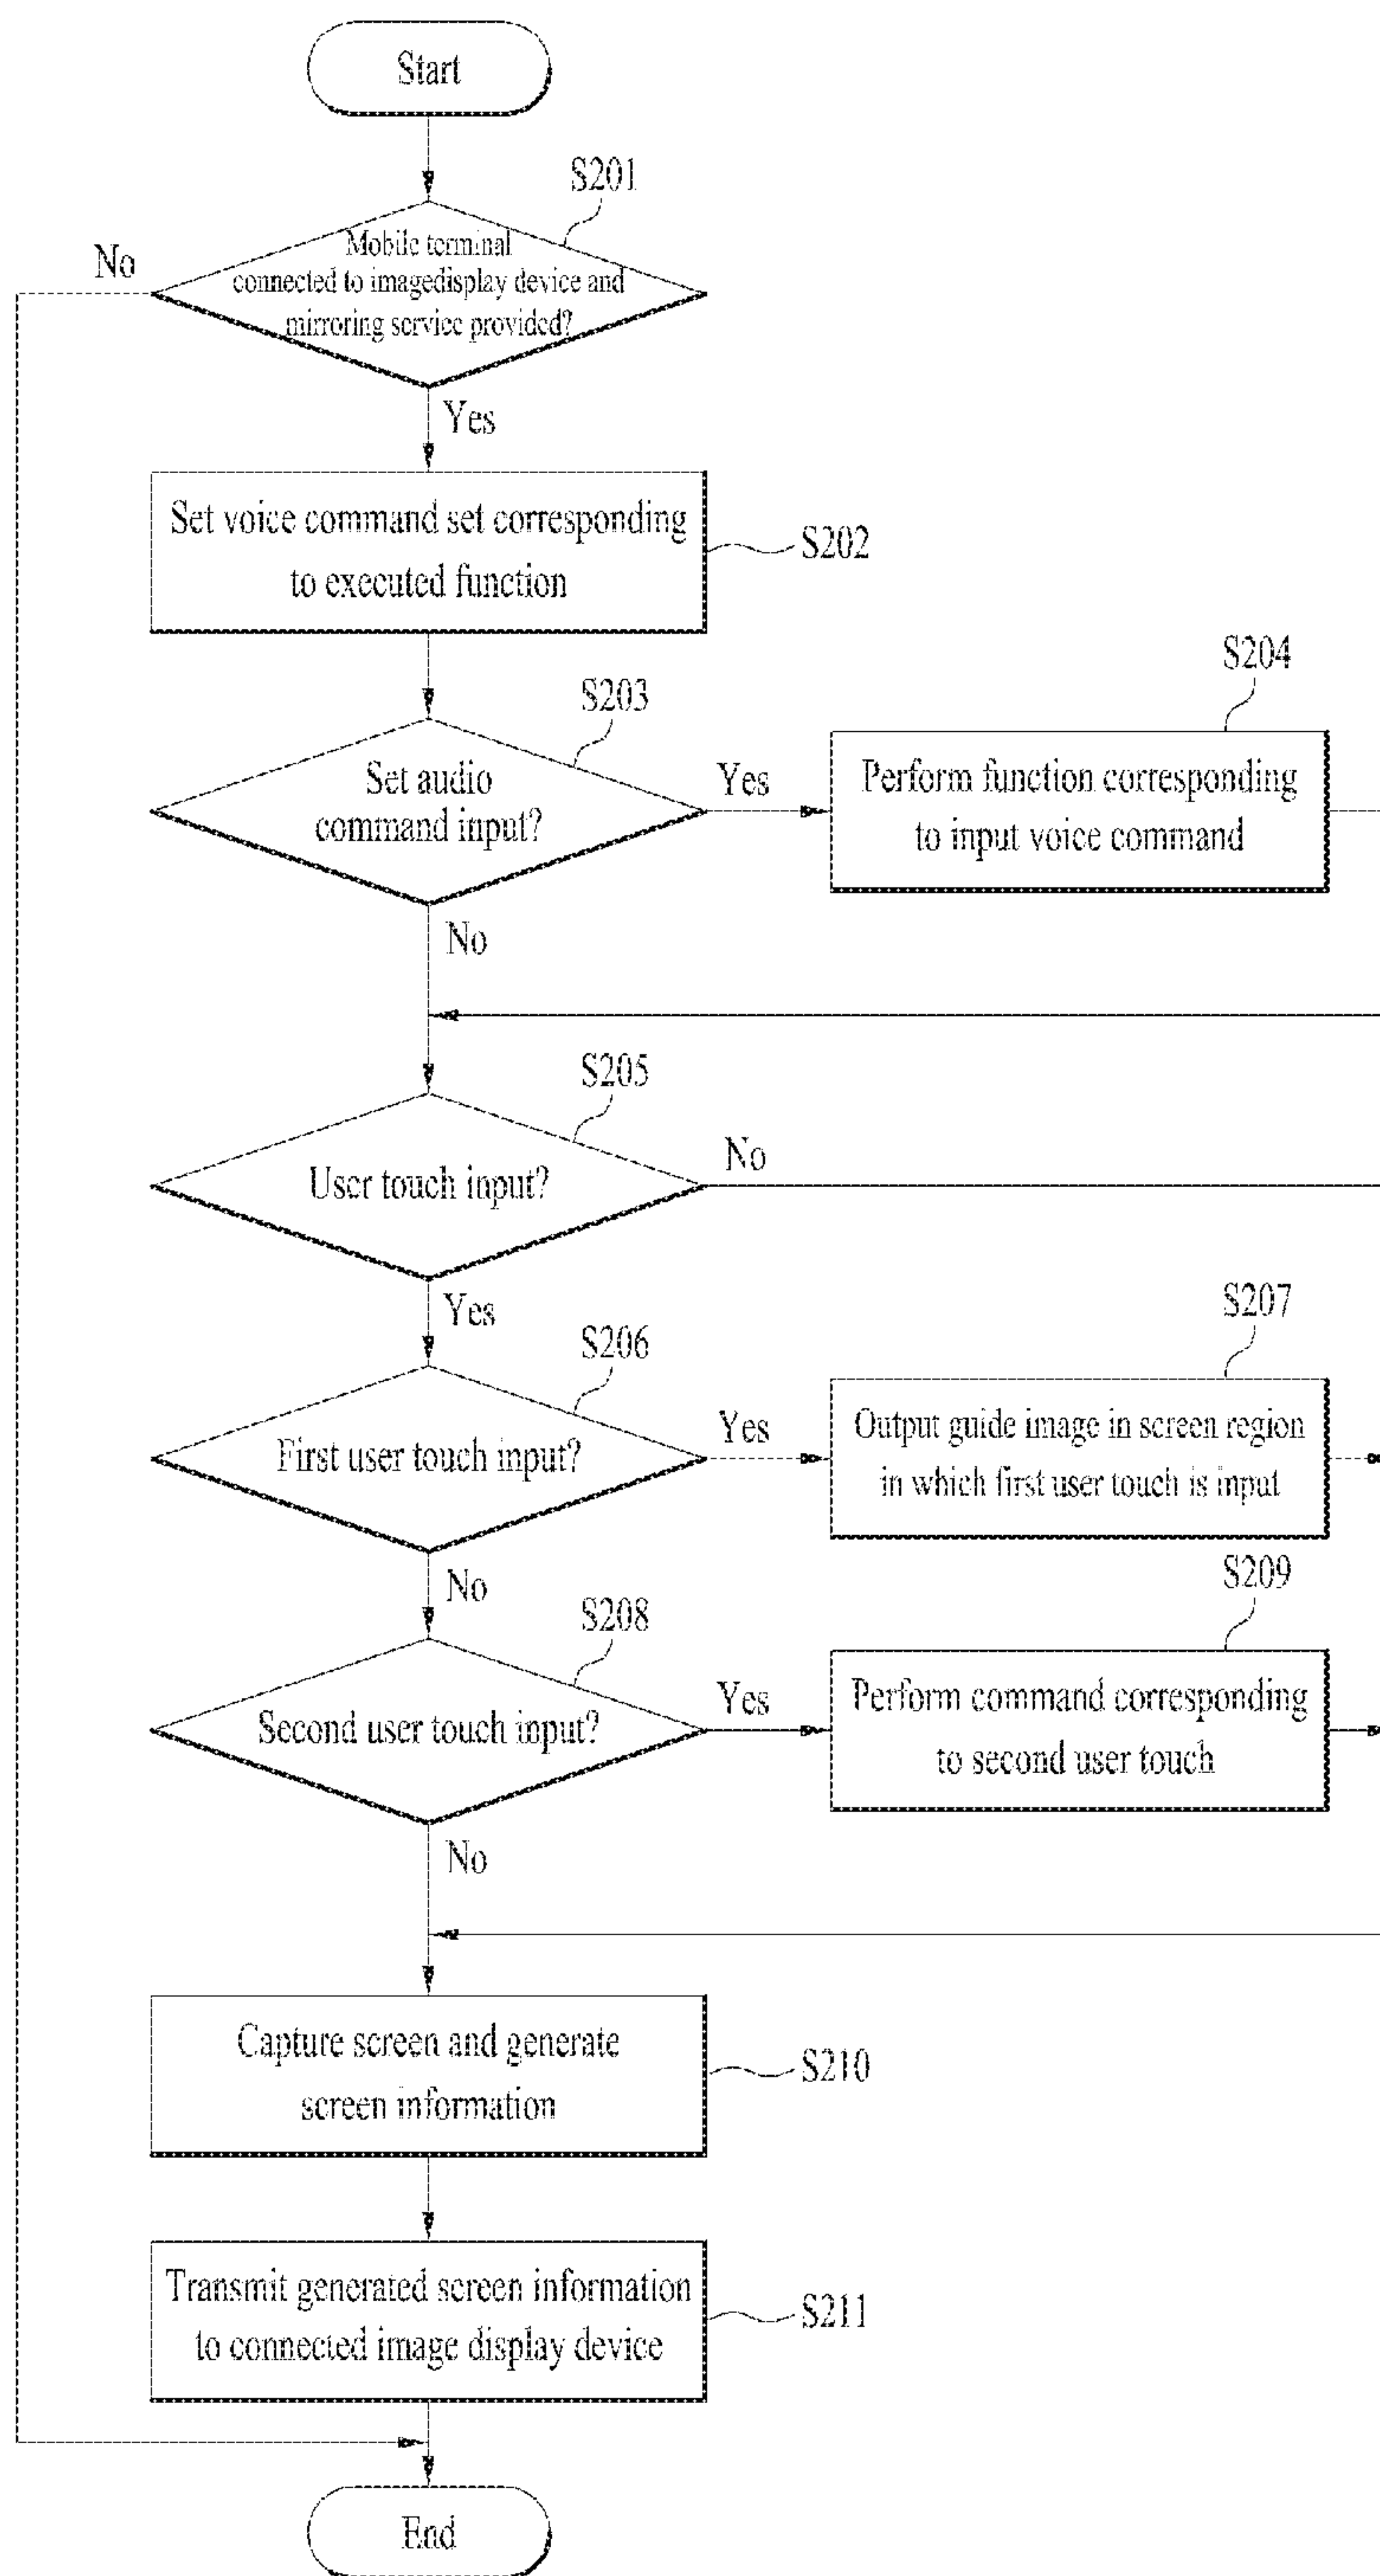 Start
S201
Mobile terminal
connected to imagedisplay device and
mirroring service provided?
No
Yes
Set voice command set corresponding
to executed function
S202
S203
Set audio
command input?
Yes
S204
Perform function corresponding
to input voice command
No
S205
User touch input?
No
Yes
S206
First user touch input?
Yes
S207
Output guide image in screen region
in which first user touch is input
No
S208
Second user touch input?
Yes
S209
Perform command corresponding
to second user touch
No
Capture screen and generate
screen information
S210
Transmit generated screen information
to connected image display device
S211
End